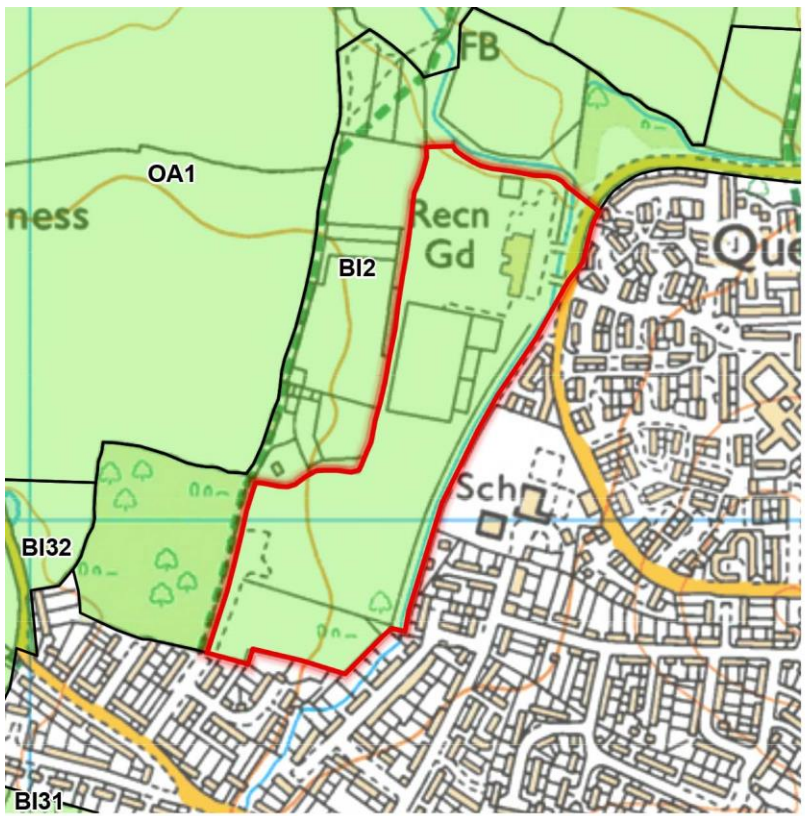 FB
OA1
ness
Recn
Gd
BI2
Que
Sch
BI32
BI31